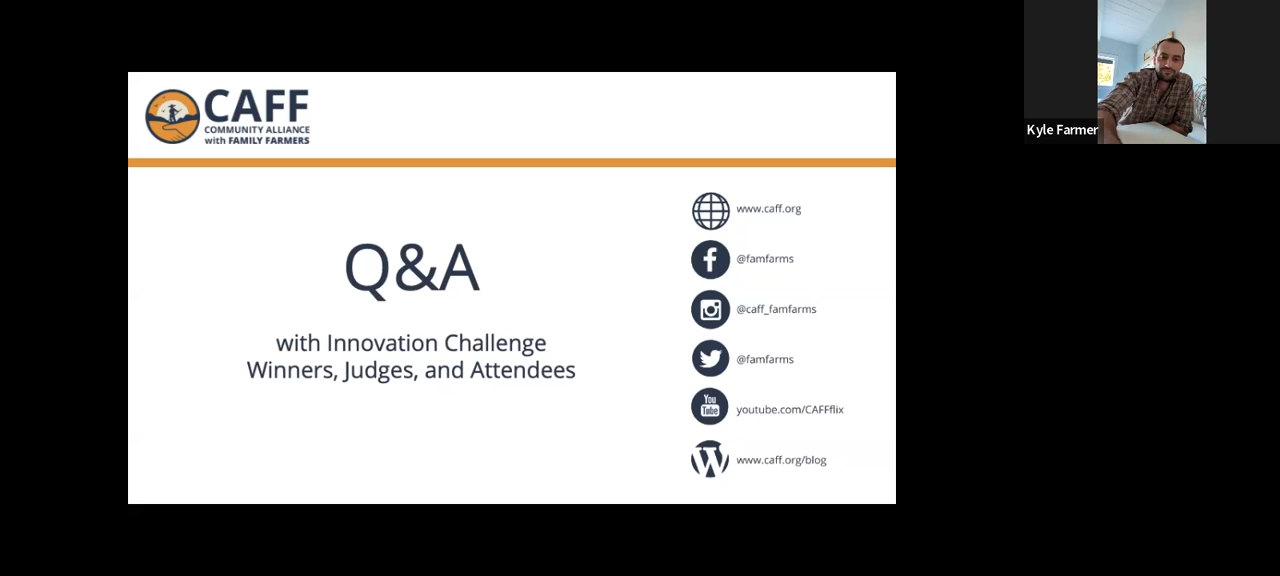 CAFF
COMMUNITY ALLIANCE
with FAMILY FARMERS
Q&A
with Innovation Challenge
Winners, Judges, and Attendees
www.caff.org
@famfarms
@caff_famfarms
@famfarms
You
Tube
youtube.com/CAFFflix
www.caff.org/blog
Kyle Farmer